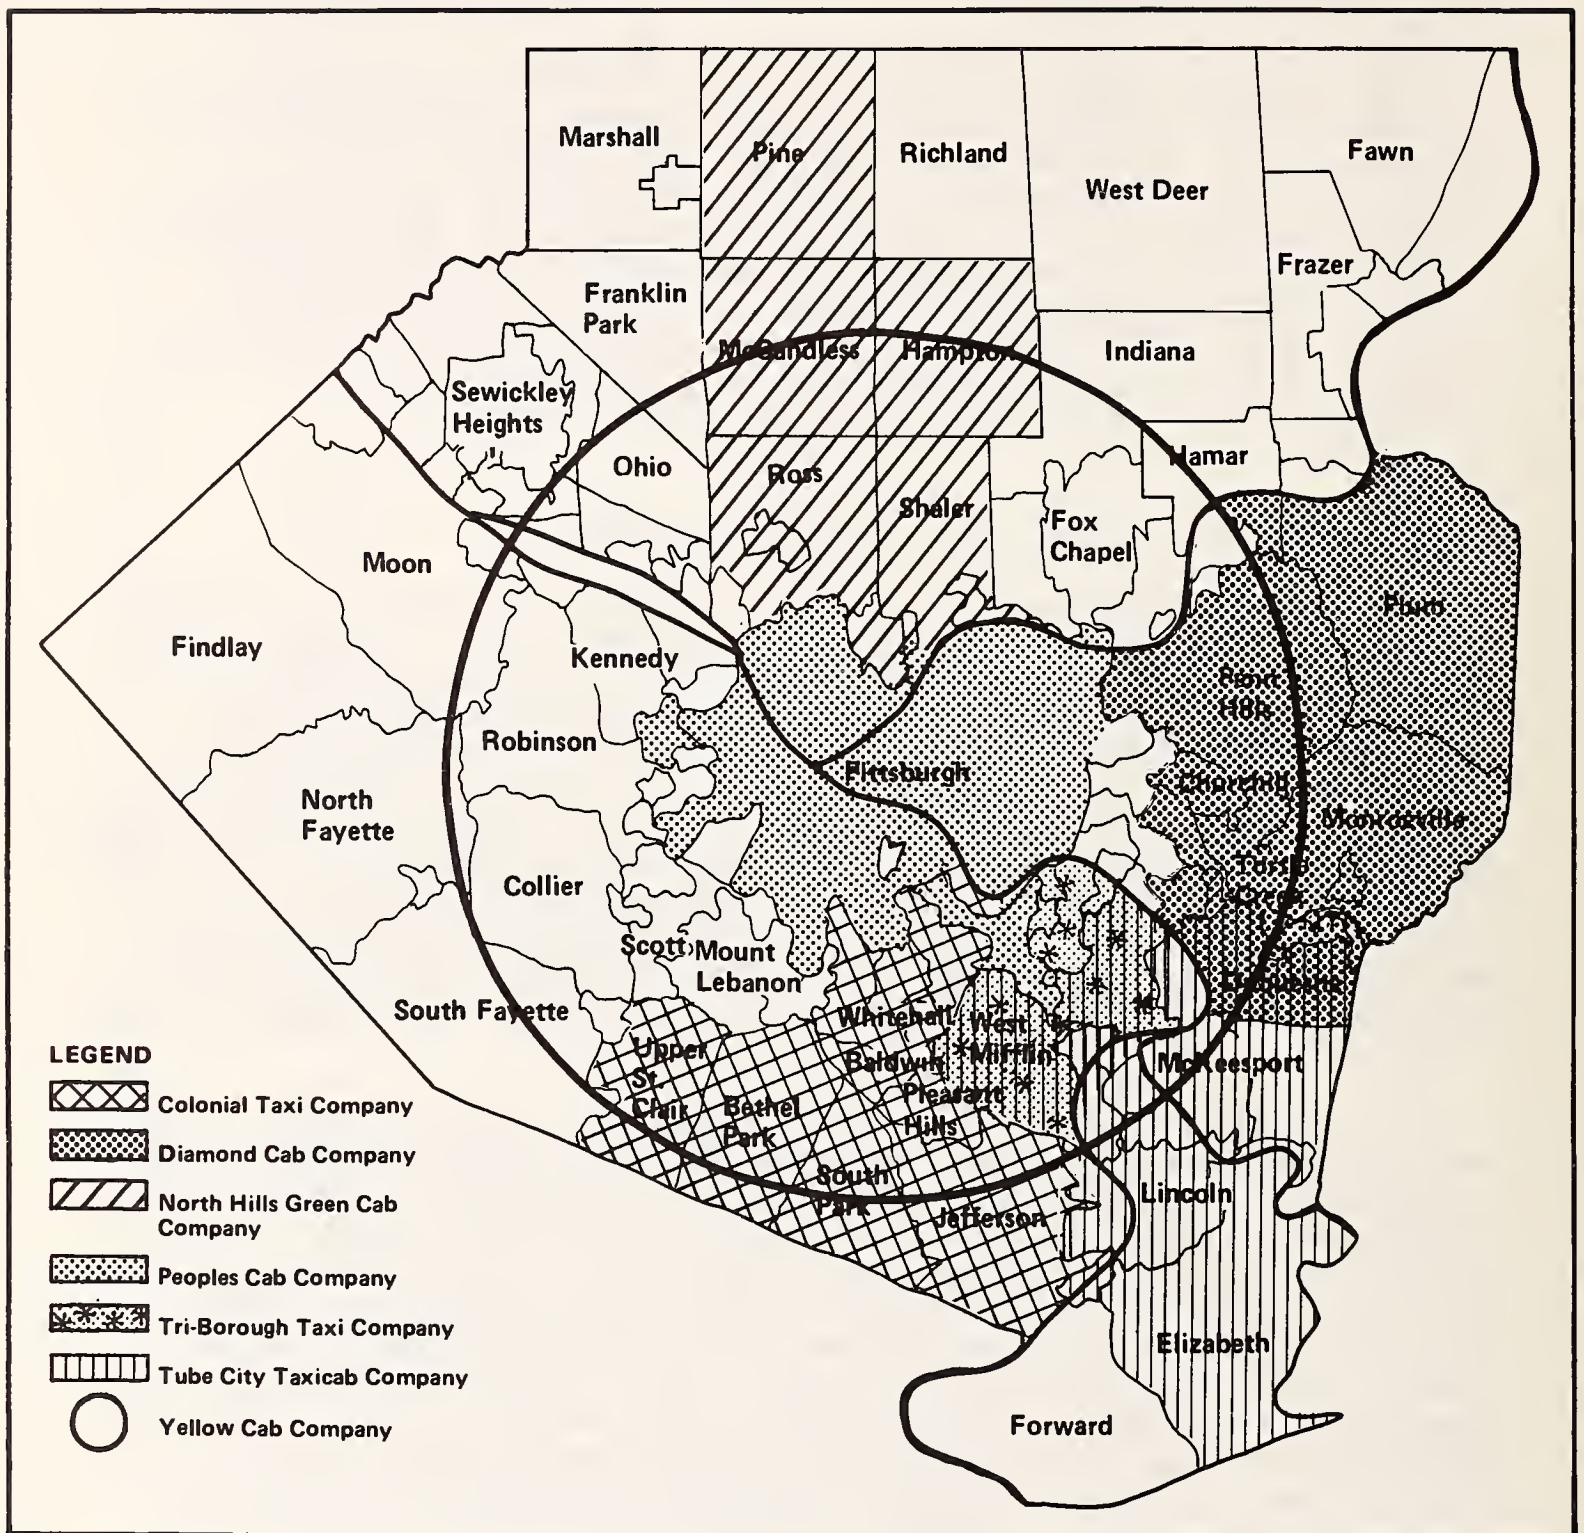 Marshall
Pine
Richland
West Deer
Fawn
Frazer
Franklin
Park
McCandless
Hampton
Indiana
Sewickley
Heights
Ohio
Ross
Shaler
Hamar
Fox
Chapel
Moon
Plum
Findlay
Kennedy
Penn
Hills
Robinson
Pittsburgh
Churchill
North
Fayette
Monroeville
Turtle
Creek
Collier
Scott
Mount
Lebanon
Duquesne
South Fayette
Whitehall
West
Mifflin
Upper
St.
Clair
Baldwin
McKeesport
Pleasant
Hills
Bethel
Park
South
Park
Lincoln
Jefferson
Elizabeth
Forward
LEGEND
Colonial Taxi Company
Diamond Cab Company
North Hills Green Cab
Company
Peoples Cab Company
Tri-Borough Taxi Company
Tube City Taxicab Company
Yellow Cab Company